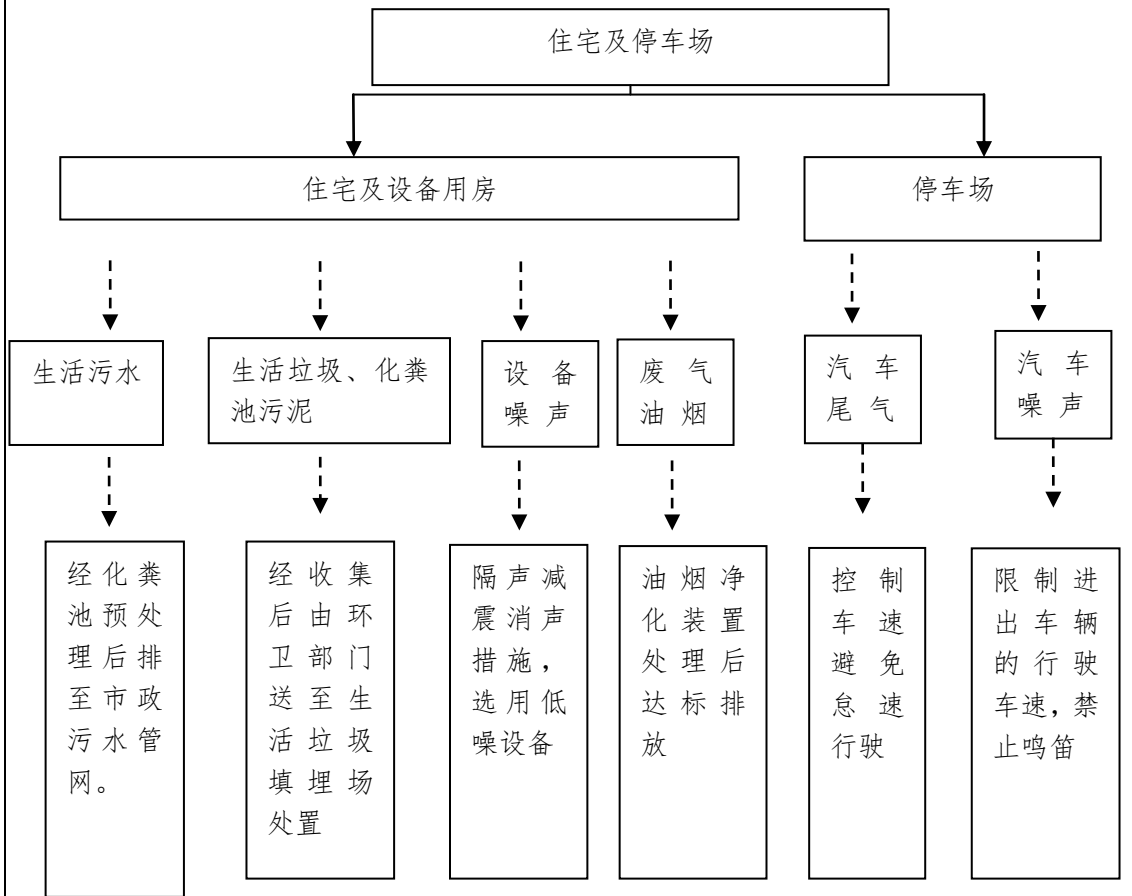 住宅及停车场
住宅及设备用房
停车场
生活污水
生活垃圾、化粪
池污泥
设备
噪声
废气
油烟
汽车
尾气
汽车
噪声
经化粪
池预处
理后排
至市政
污水管
网。
经收集
后由环
卫部门
送至生
活垃圾
填埋场
处置
隔声减
震消声
措施，
选用低
噪设备
油烟净
化装置
处理后
达标排
放
控制
车速
避免
怠速
行驶
限制进
出车辆
的行驶
车速，禁
止鸣笛